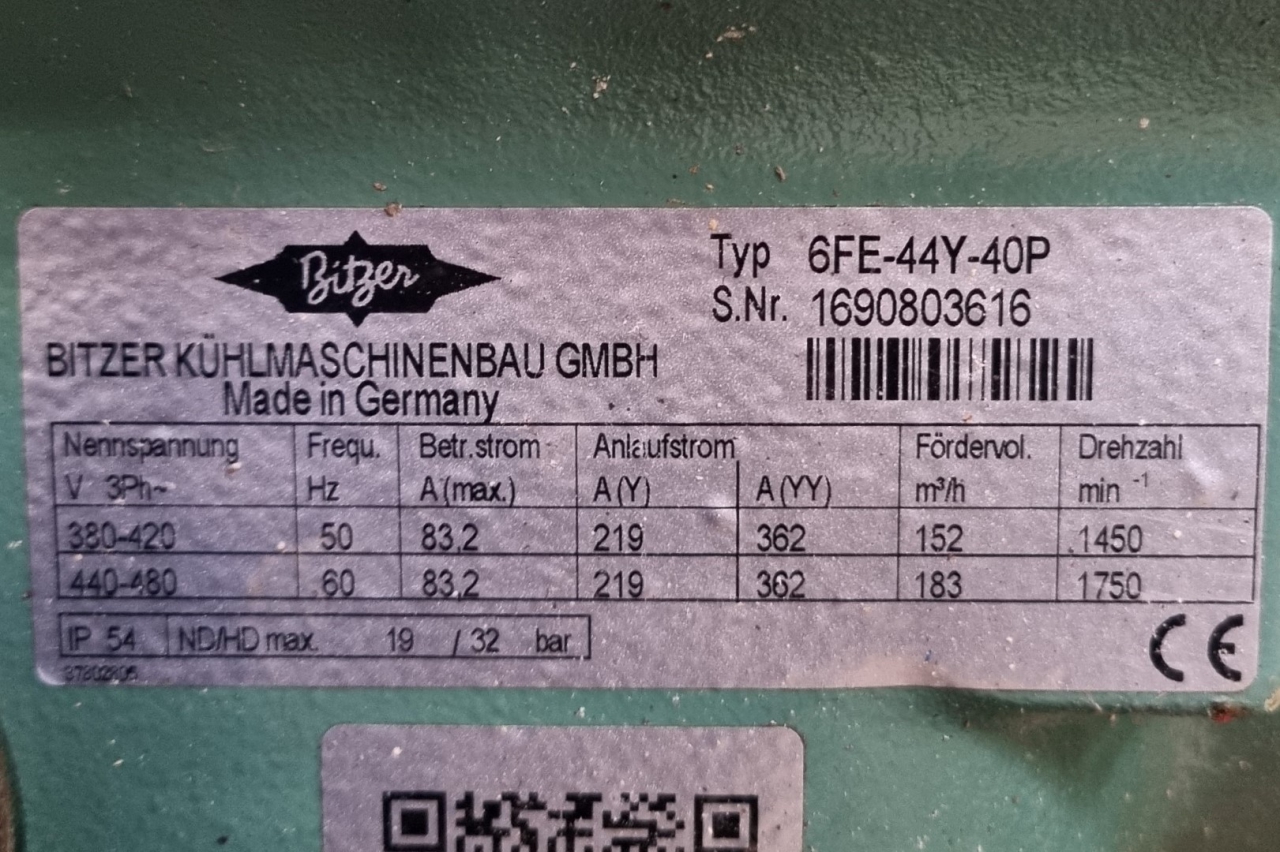 Bitzer
Typ 6FE-44Y-40P
S.Nr. 1690803616
BITZER KÜHLMASCHINENBAU GMBH
Made in Germany
Nennspannung Frequ. Betr.strom Anlaufstrom Fördervol. Drehzahl
V 3Ph~ Hz A (max.) A (Y) A (YY) m³/h min -1
380-420 50 83,2 219 362 152 1450
440-480 60 83,2 219 362 183 1750
IP 54 ND/HD max. 19 / 32 bar
CE